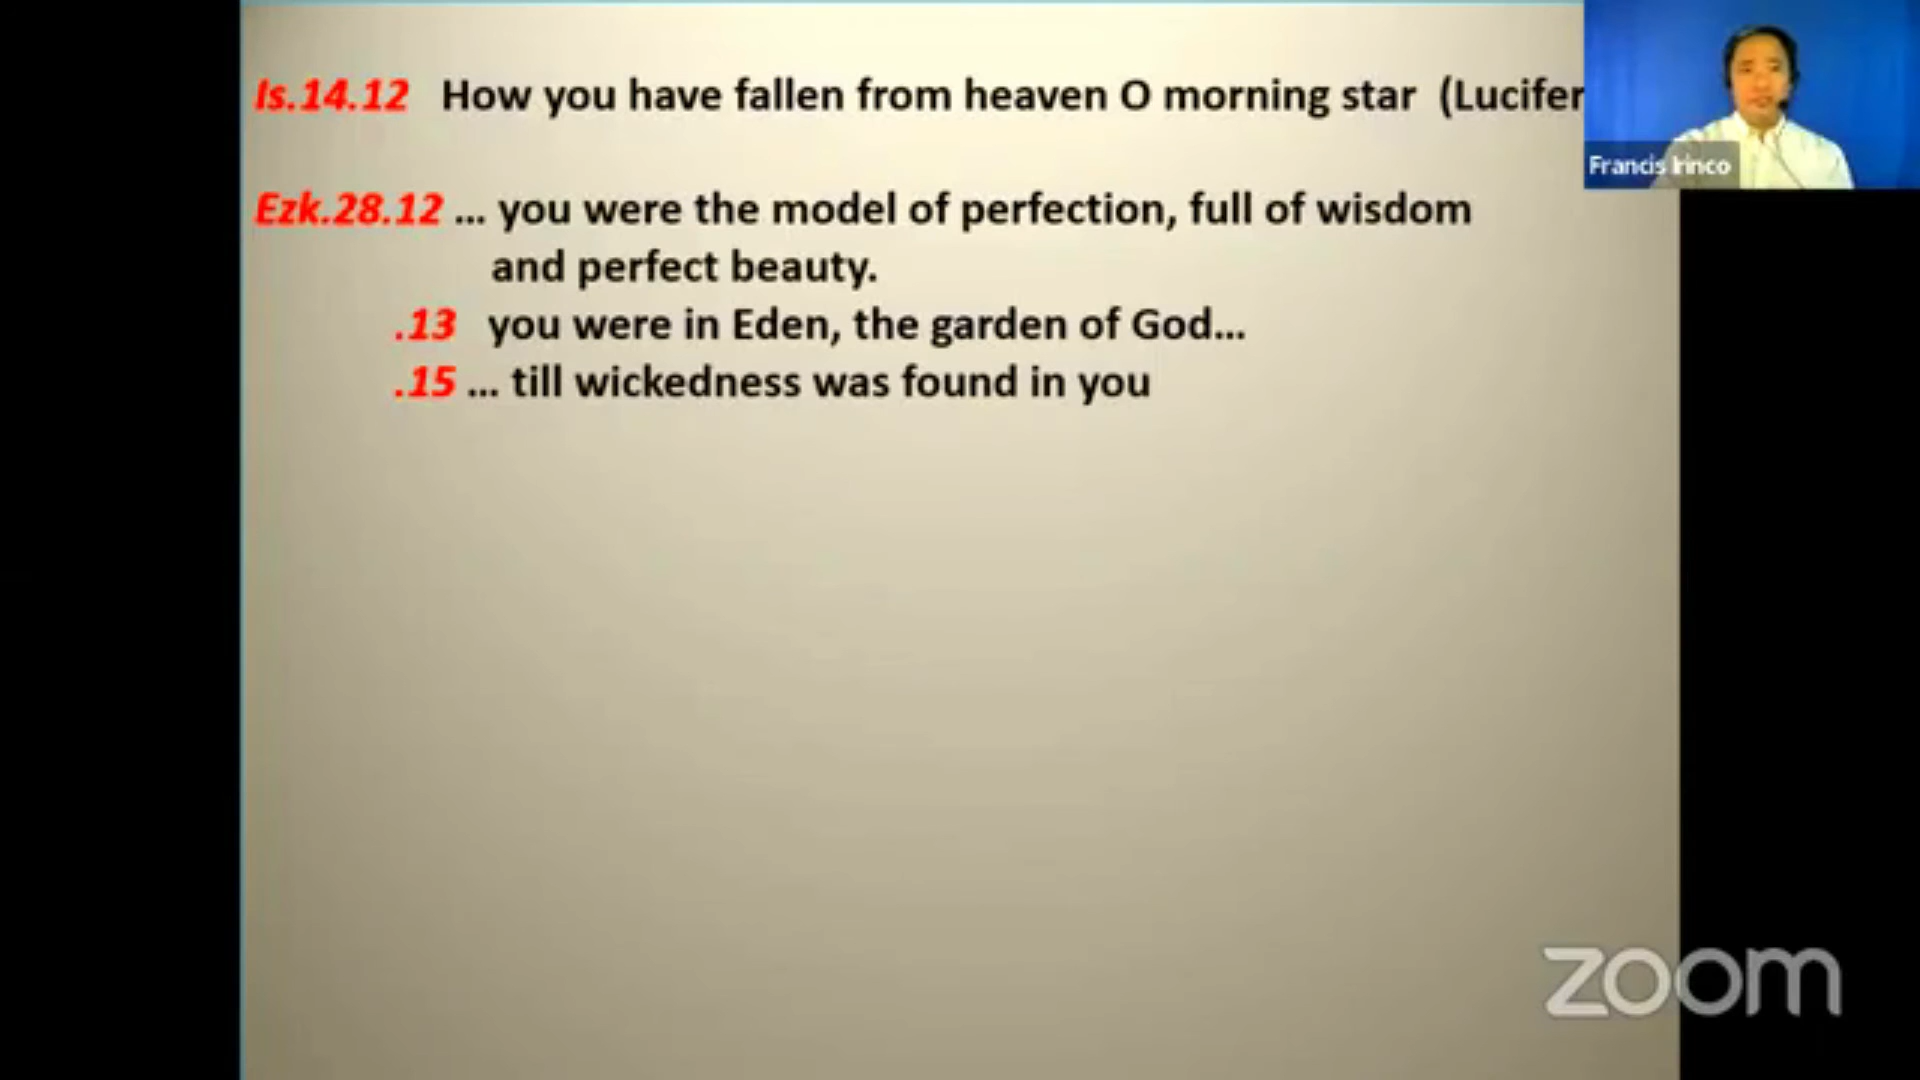 Is.14.12 How you have fallen from heaven O morning star (Lucifer
Francis Irinco
Ezk.28.12 ... you were the model of perfection, full of wisdom
and perfect beauty.
.13 you were in Eden, the garden of God...
.15 ... till wickedness was found in you
zoom